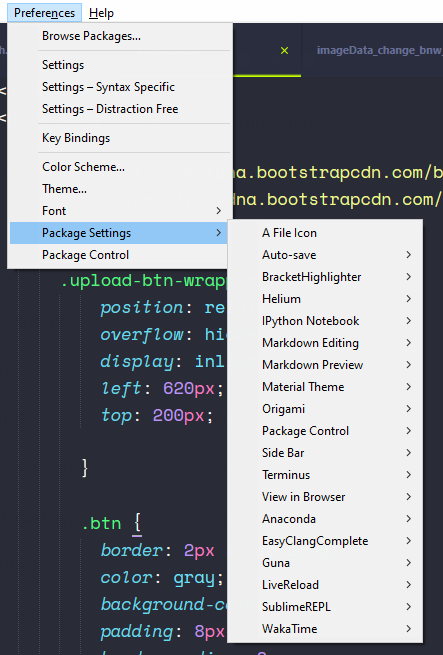 Preferences Help
Browse Packages...
× imageData_change_bnw
Settings
Settings – Syntax Specific
Settings – Distraction Free
<
<
Key Bindings
Color Scheme...
na.bootstrapcdn.com/b
Theme...
dna.bootstrapcdn.com/
Font
Package Settings
Package Control
A File Icon
Auto-save
BracketHighlighter
Helium
IPython Notebook
Markdown Editing
Markdown Preview
Material Theme
Origami
Package Control
Side Bar
Terminus
View in Browser
Anaconda
EasyClangComplete
Guna
LiveReload
SublimeREPL
WakaTime
.upload-btn-wrapp
position: re
overflow: hid
display: inl
left: 620px;
top: 200px;
}
.btn {
border: 2px
color: gray;
background-co
padding: 8px